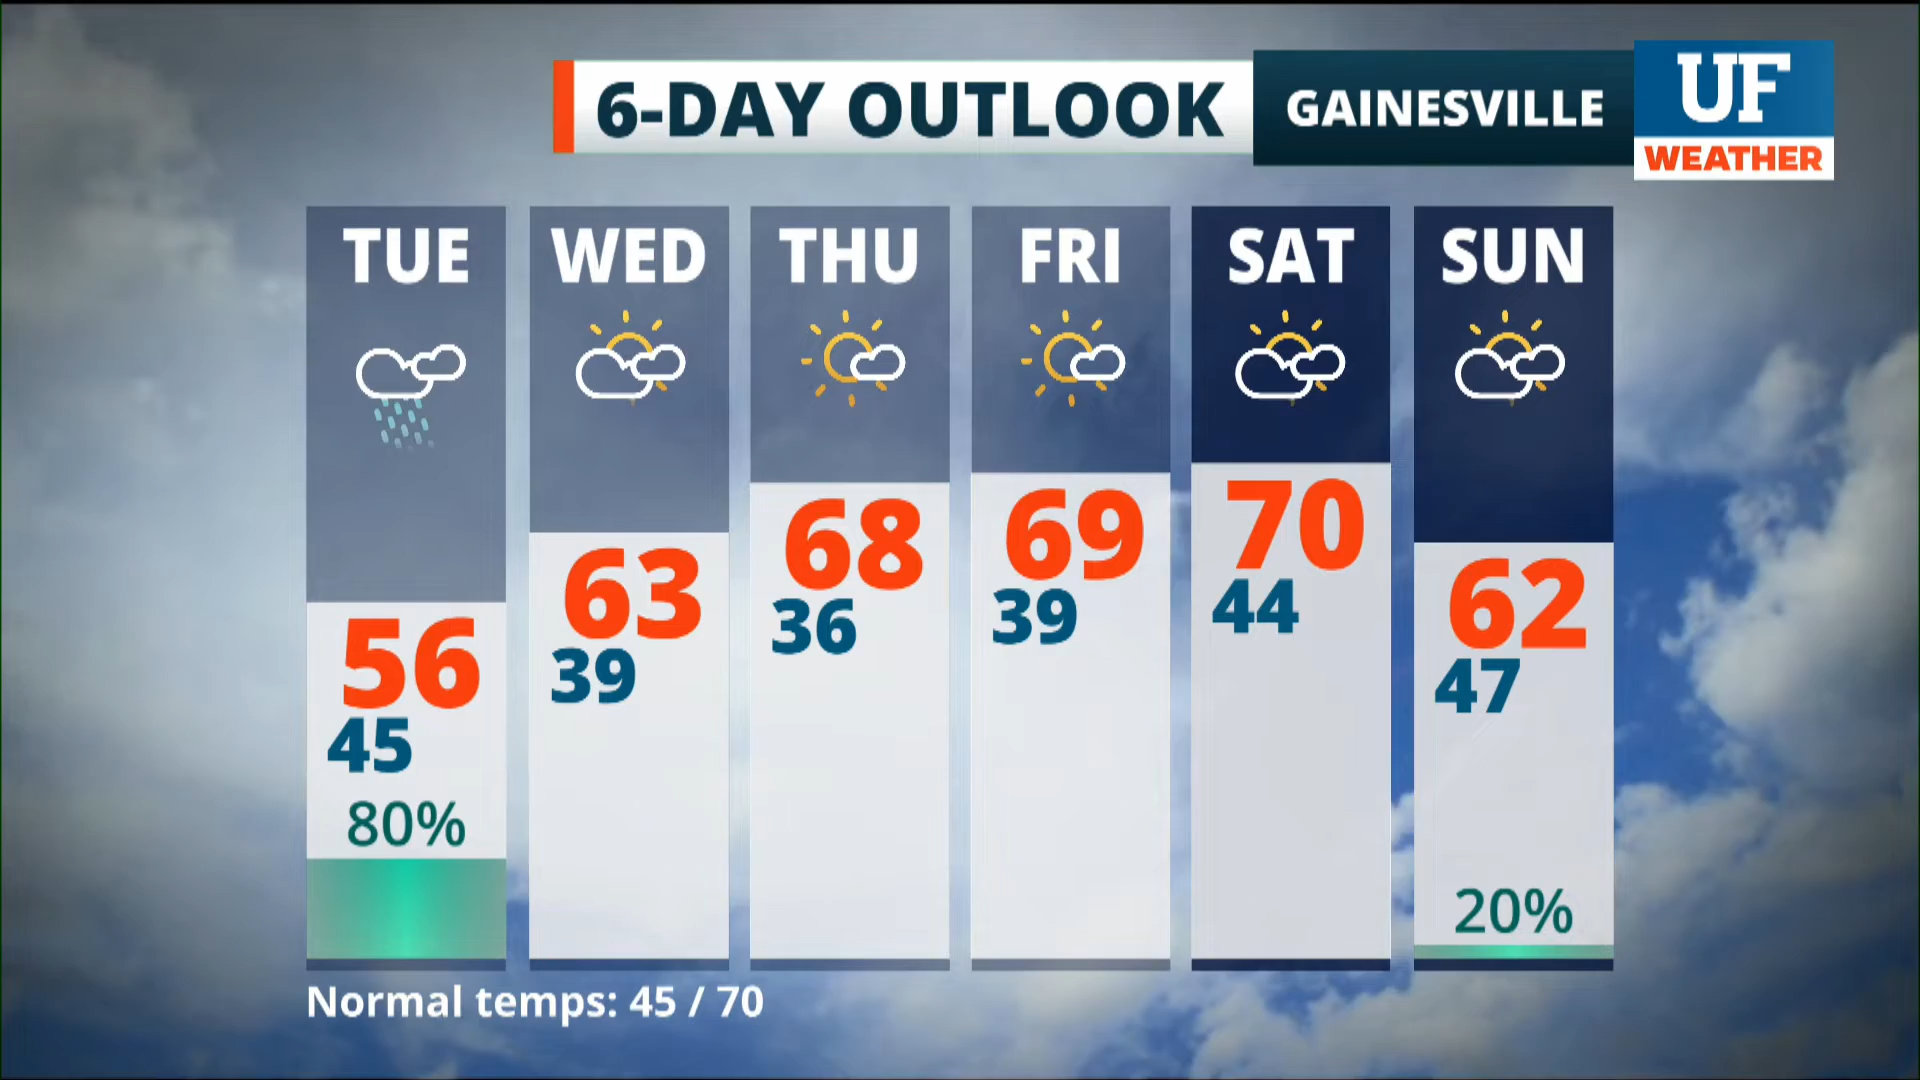 6-DAY OUTLOOK
GAINESVILLE
UF
WEATHER
TUE WED THU FRI SAT SUN
56 63 68 69 70 62
45 39 36 39 44 47
80% 20%
Normal temps: 45 / 70